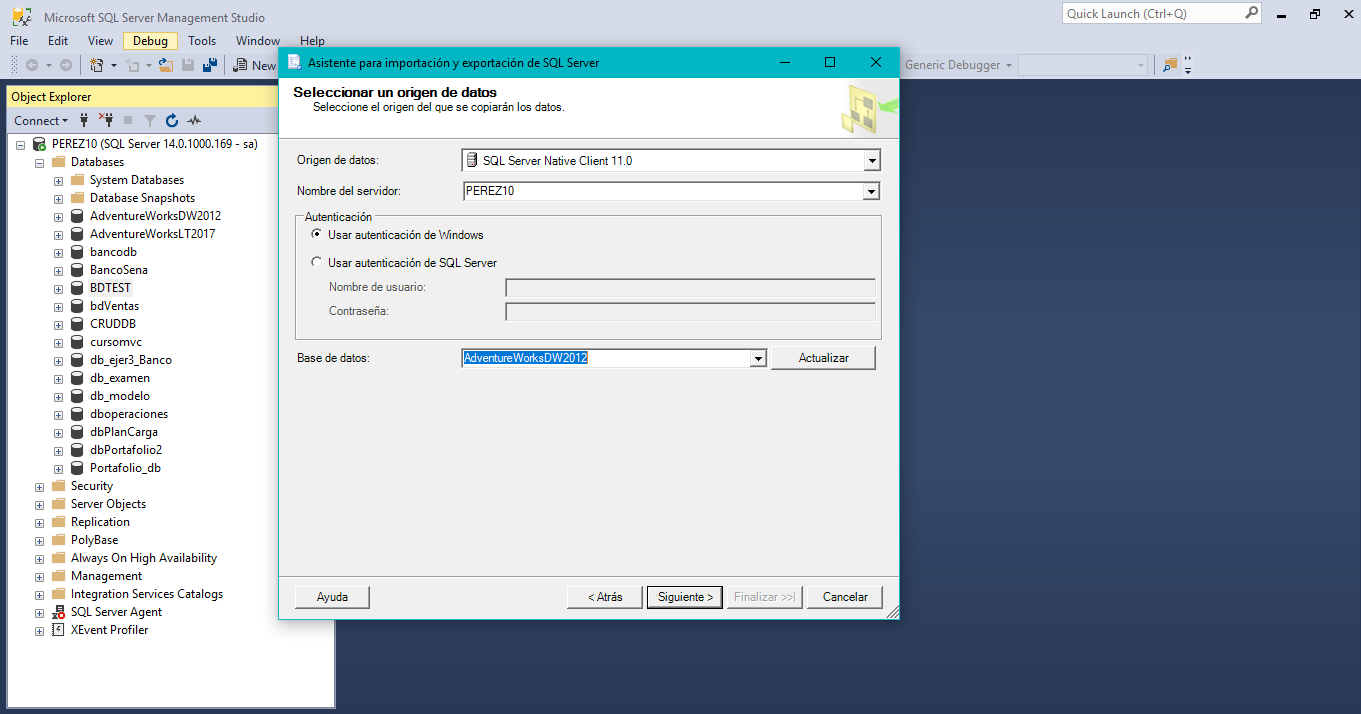 Microsoft SQL Server Management Studio
Quick Launch (Ctrl+Q)
File Edit View Debug Tools Window Help
New
Generic Debugger
Object Explorer
Connect
PEREZ10 (SQL Server 14.0.1000.169 - sa)
Databases
System Databases
Database Snapshots
AdventureWorksDW2012
AdventureWorksLT2017
bancodb
BancoSena
BDTEST
bdVentas
CRUDDB
cursomvc
db_ejer3_Banco
db_examen
db_modelo
dboperaciones
dbPlanCarga
dbPortafolio2
Portafolio_db
Security
Server Objects
Replication
PolyBase
Always On High Availability
Management
Integration Services Catalogs
SQL Server Agent
XEvent Profiler
Asistente para importación y exportación de SQL Server
Seleccionar un origen de datos
Seleccione el origen del que se copiarán los datos.
Origen de datos: SQL Server Native Client 11.0
Nombre del servidor: PEREZ10
Autenticación
Usar autenticación de Windows
Usar autenticación de SQL Server
Nombre de usuario:
Contraseña:
Base de datos: AdventureWorksDW2012 Actualizar
Ayuda < Atrás Siguiente > Finalizar >>| Cancelar